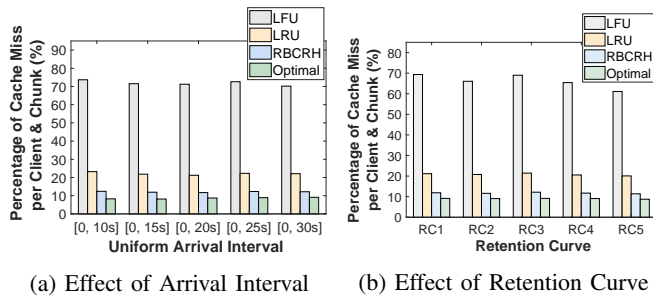 Percentage of Cache Miss
per Client & Chunk (%)
90
80
70
60
50
40
30
20
10
0
LFU
LRU
RBCRH
Optimal
[0, 10s] [0, 15s] [0, 20s] [0, 25s] [0, 30s]
Uniform Arrival Interval
(a) Effect of Arrival Interval
Percentage of Cache Miss
per Client & Chunk (%)
80
70
60
50
40
30
20
10
0
LFU
LRU
RBCRH
Optimal
RC1 RC2 RC3 RC4 RC5
Retention Curve
(b) Effect of Retention Curve